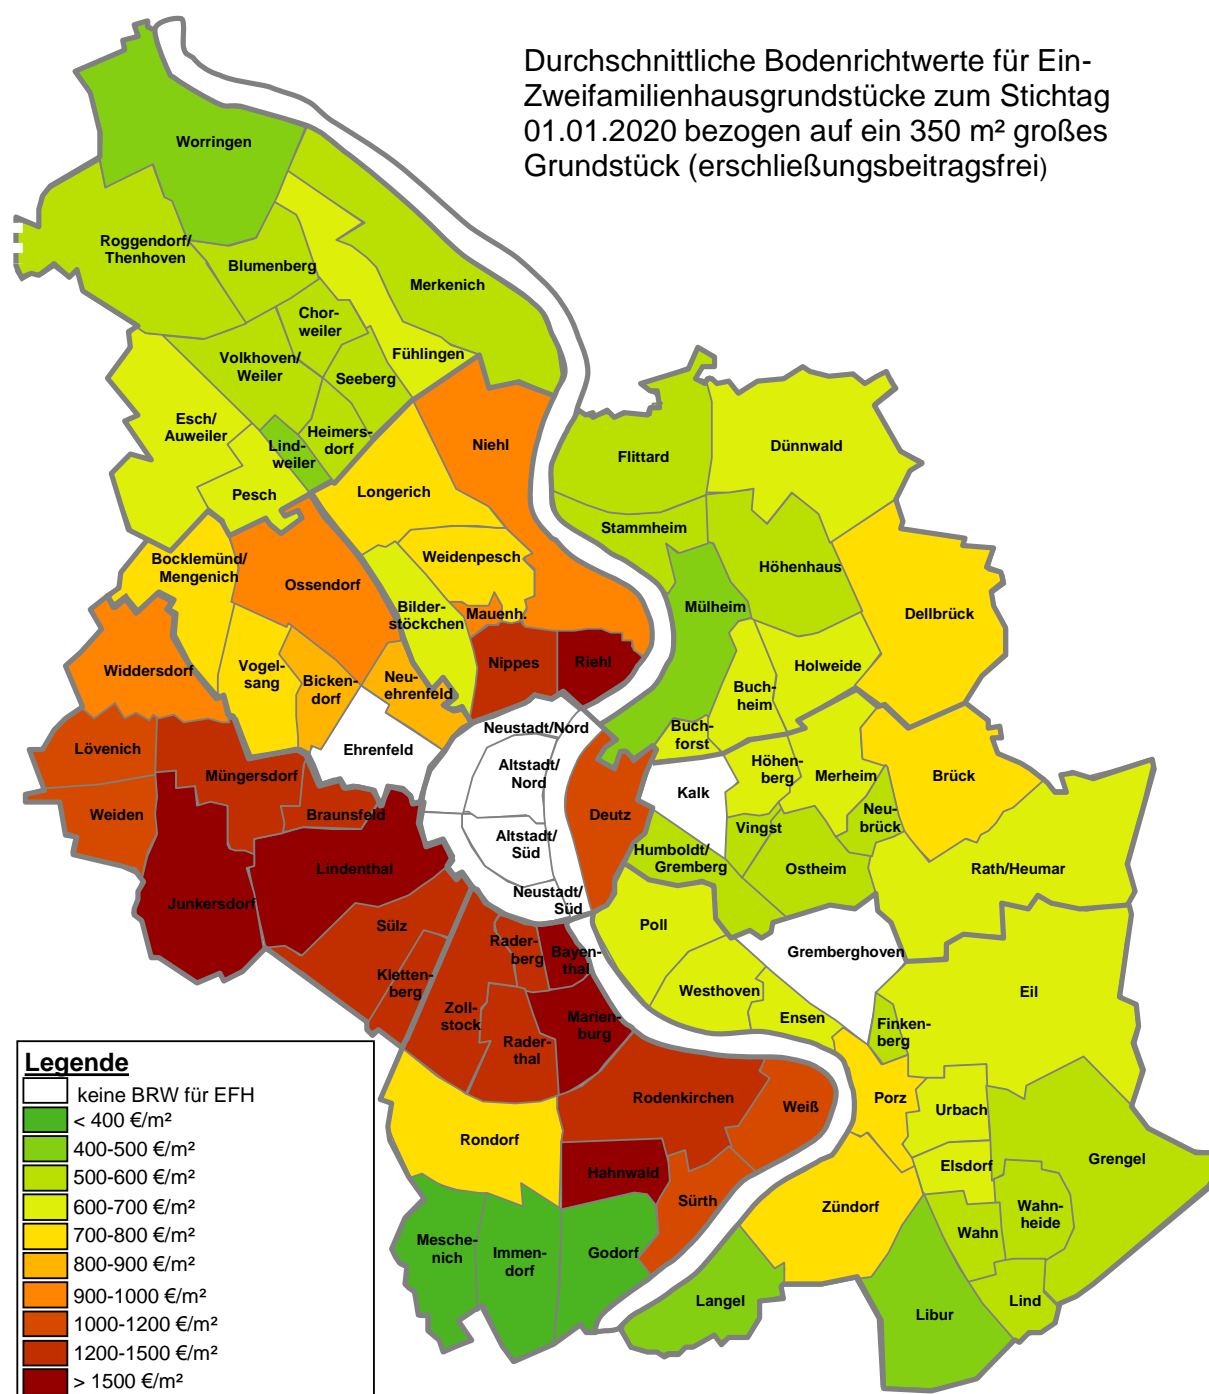 Durchschnittliche Bodenrichtwerte für Ein-
Zweifamilienhausgrundstücke zum Stichtag
01.01.2020 bezogen auf ein 350 m² großes
Grundstück (erschließungsbeitragsfrei)
Worringen
Roggendorf/
Thenhoven
Blumenberg
Merkenich
Chor-
weiler
Fühlingen
Volkhoven/
Weiler
Seeberg
Esch/
Auweiler
Heimers-
dorf
Lind-
weiler
Pesch
Niehl
Longerich
Flittard
Dünnwald
Stammheim
Höhenhaus
Bocklemünd/
Mengenich
Ossendorf
Weidenpesch
Bilder-
stöckchen
Mauenh.
Mülheim
Dellbrück
Widdersdorf
Vogel-
sang
Bicken-
dorf
Neu-
ehrenfeld
Nippes
Riehl
Holweide
Buch-
heim
Buch-
forst
Lövenich
Müngersdorf
Ehrenfeld
Neustadt/Nord
Altstadt/
Nord
Höhen-
berg
Merheim
Brück
Kalk
Weiden
Braunsfeld
Deutz
Vingst
Neu-
brück
Altstadt/
Süd
Humboldt/
Gremberg
Ostheim
Rath/Heumar
Lindenthal
Junkersdorf
Neustadt/
Süd
Sülz
Poll
Rader-
berg
Bayen-
thal
Gremberghoven
Kletten-
berg
Westhoven
Eil
Zoll-
stock
Marien-
burg
Ensen
Finken-
berg
Rader-
thal
Rodenkirchen
Weiß
Porz
Urbach
Rondorf
Hahnwald
Elsdorf
Grengel
Sürth
Zündorf
Wahn-
heide
Wahn
Mesche-
nich
Immen-
dorf
Godorf
Langel
Libur
Lind
Legende
keine BRW für EFH
< 400 €/m²
400-500 €/m²
500-600 €/m²
600-700 €/m²
700-800 €/m²
800-900 €/m²
900-1000 €/m²
1000-1200 €/m²
1200-1500 €/m²
> 1500 €/m²